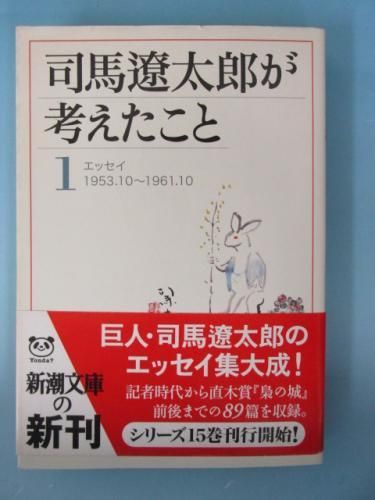 司馬遼太郎が
考えたこと
1
エッセイ
1953.10〜1961.10
Yonda?
新潮文庫
の
新刊
巨人・司馬遼太郎の
エッセイ集大成!
記者時代から直木賞『梟の城』
前後までの89篇を収録。
シリーズ15巻刊行開始!